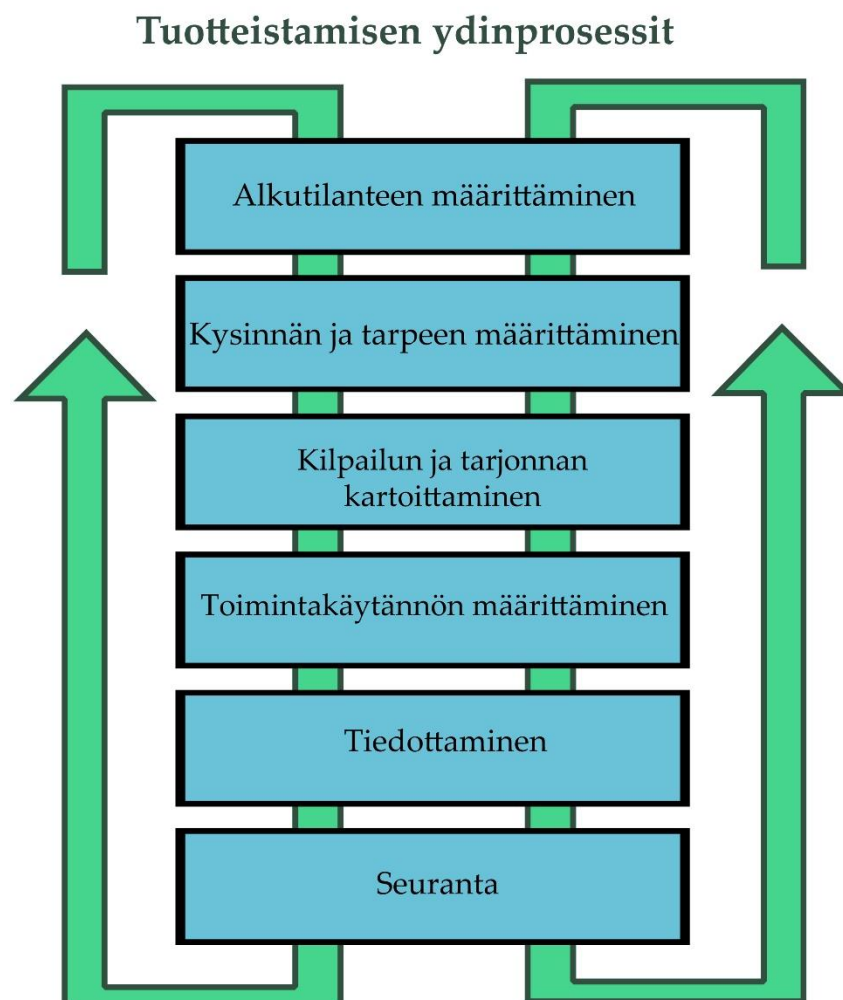 Tuotteistamisen ydinprosessit
Alkutilanteen määrittäminen
Kysinnän ja tarpeen määrittäminen
Kilpailun ja tarjonnan
kartoittaminen
Toimintakäytännön määrittäminen
Tiedottaminen
Seuranta